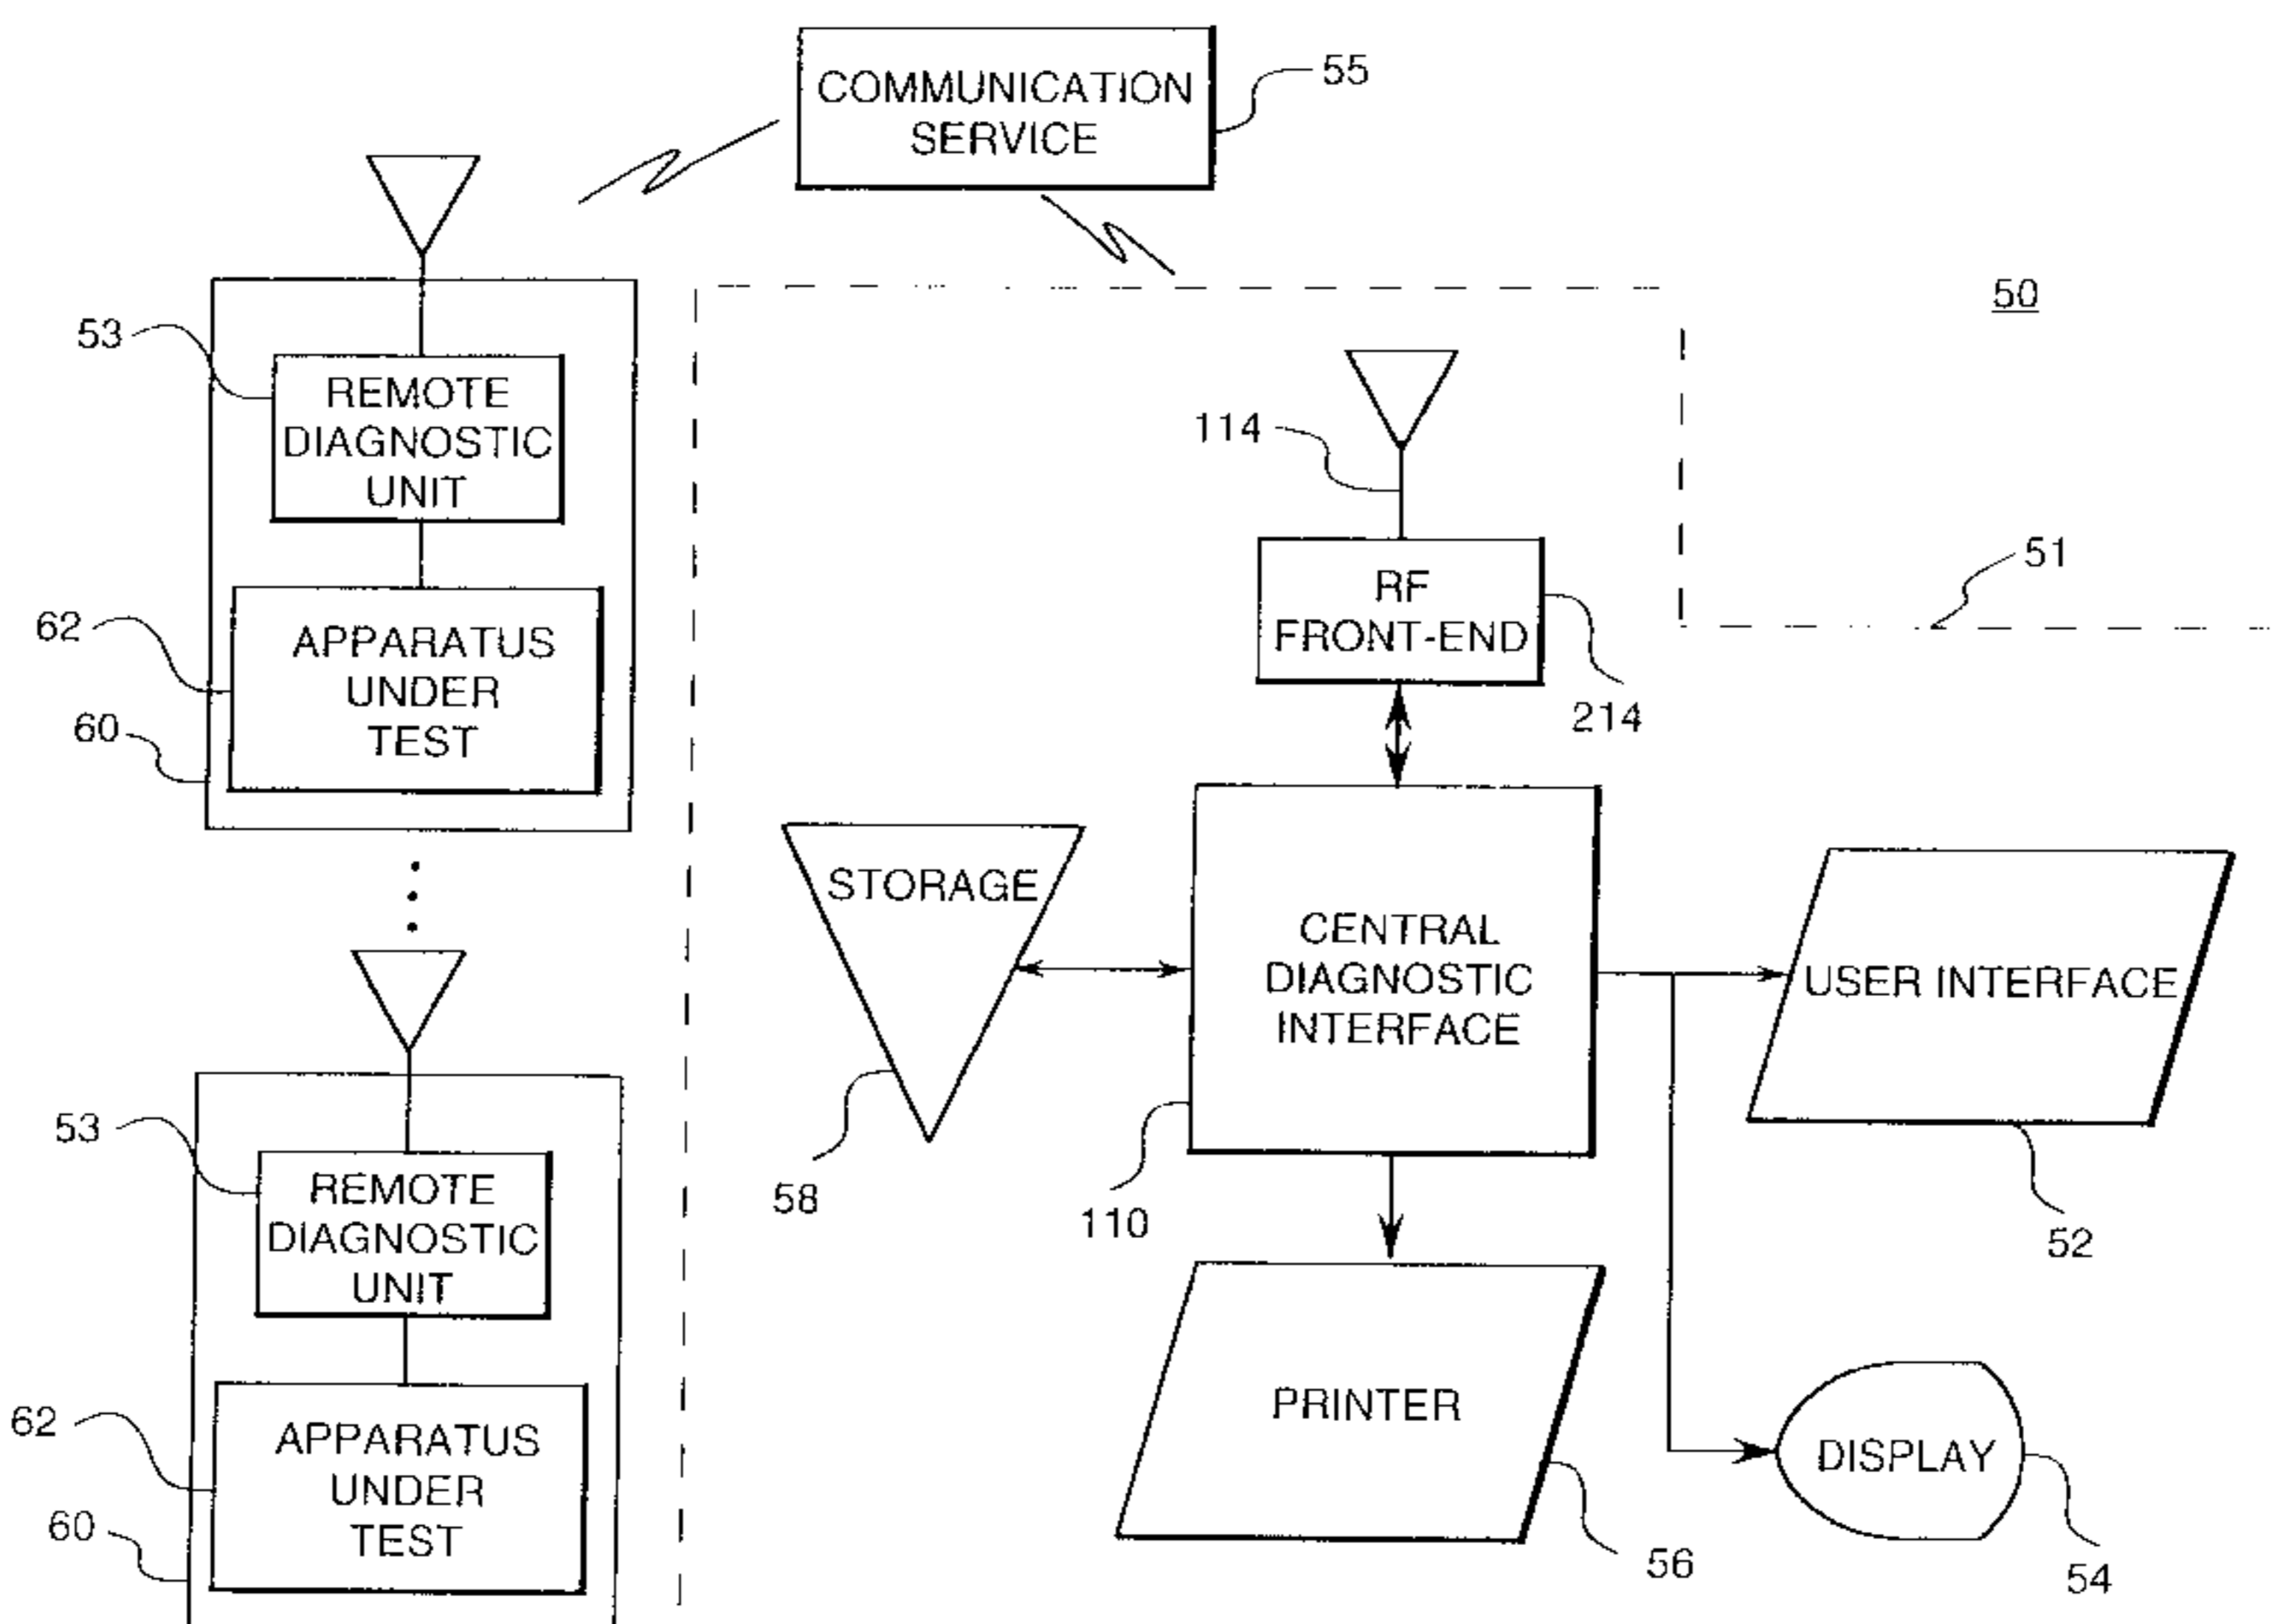 COMMUNICATION
SERVICE
55
50
53
REMOTE
DIAGNOSTIC
UNIT
62
APPARATUS
UNDER
TEST
60
114
RF
FRONT-END
214
51
STORAGE
58
CENTRAL
DIAGNOSTIC
INTERFACE
110
USER INTERFACE
52
53
REMOTE
DIAGNOSTIC
UNIT
62
APPARATUS
UNDER
TEST
60
PRINTER
56
DISPLAY
54